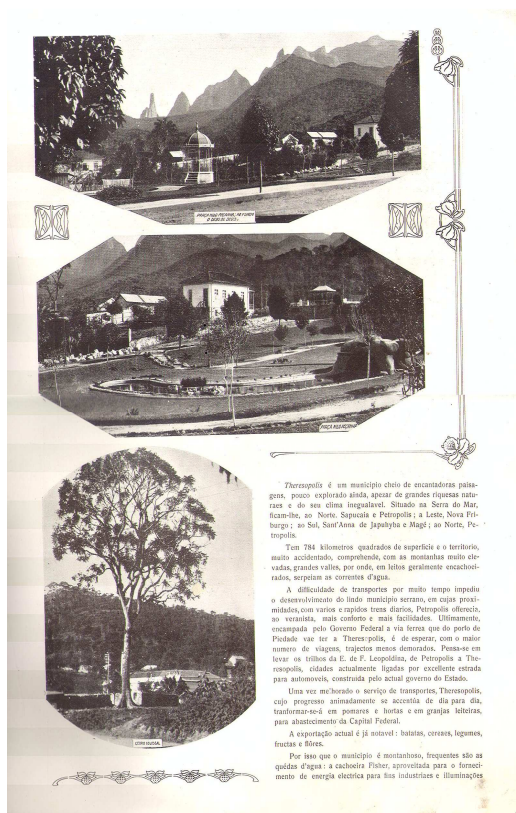 PRAÇA NILO PEÇANHA, AO FUNDO
O DEDO DE DEUS.
PRAÇA NILO PEÇANHA
Theresopolis é um municipio cheio de encantadoras paisa-
gens, pouco explorado ainda, apezar de grandes riquesas natu-
raes e do seu clima inegualavel. Situado na Serra do Mar,
ficam-lhe, ao Norte. Sapucaia e Petropolis; a Leste, Nova Fri-
burgo; ao Sul, Sant'Anna de Japuhyba e Magé; ao Norte, Pe-
tropolis.
Tem 784 kilometros quadrados de superficie e o territorio,
muito accidentado, comprehende, com as montanhas muito ele-
vadas, grandes valles, por onde, em leitos geralmente encachoei-
rados, serpeiam as correntes d'agua.
A difficuldade de transportes por muito tempo impediu
o desenvolvimento do lindo municipio serrano, em cujas proxi-
midades, com varios e rapidos trens diarios, Petropolis offerecia,
ao veranista, mais conforto e mais facilidades. Ultimamente,
encampada pelo Governo Federal a via ferrea que do porto de
Piedade vae ter a Theresopolis, é de esperar, com o maior
numero de viagens, trajectos menos demorados. Pensa-se em
levar os trilhos da E. de F. Leopoldina, de Petropolis a The-
resopolis, cidades actualmente ligadas por excellente estrada
para automoveis, construida pelo actual governo do Estado.
Uma vez melhorado o serviço de transportes, Theresopolis,
cujo progresso animadamente se accentúa de dia para dia,
tranformar-se-á em pomares e hortas e em granjas leiteiras,
para abastecimento da Capital Federal.
A exportação actual é já notavel: batatas, cereaes, legumes,
fructas e flôres.
Por isso que o municipio é montanhoso, frequentes são as
quédas d'agua: a cachoeira Fisher, aproveitada para o forneci-
mento de energia electrica para fins industriaes e illuminações